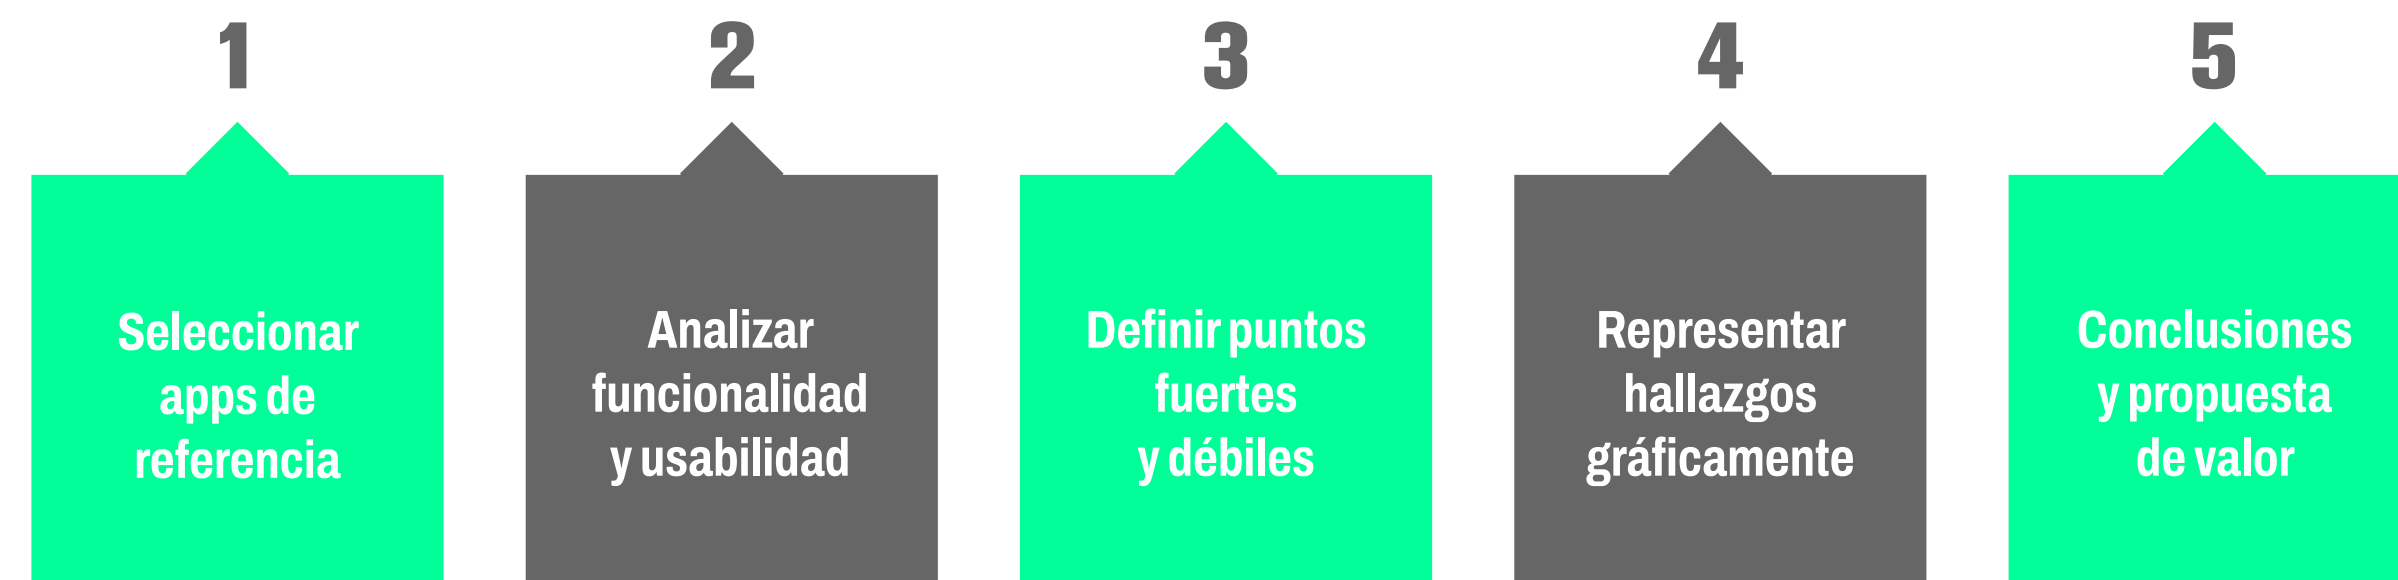 1
Seleccionar
apps de
referencia
2
Analizar
funcionalidad
y usabilidad
3
Definir puntos
fuertes
y débiles
4
Representar
hallazgos
gráficamente
5
Conclusiones
y propuesta
de valor